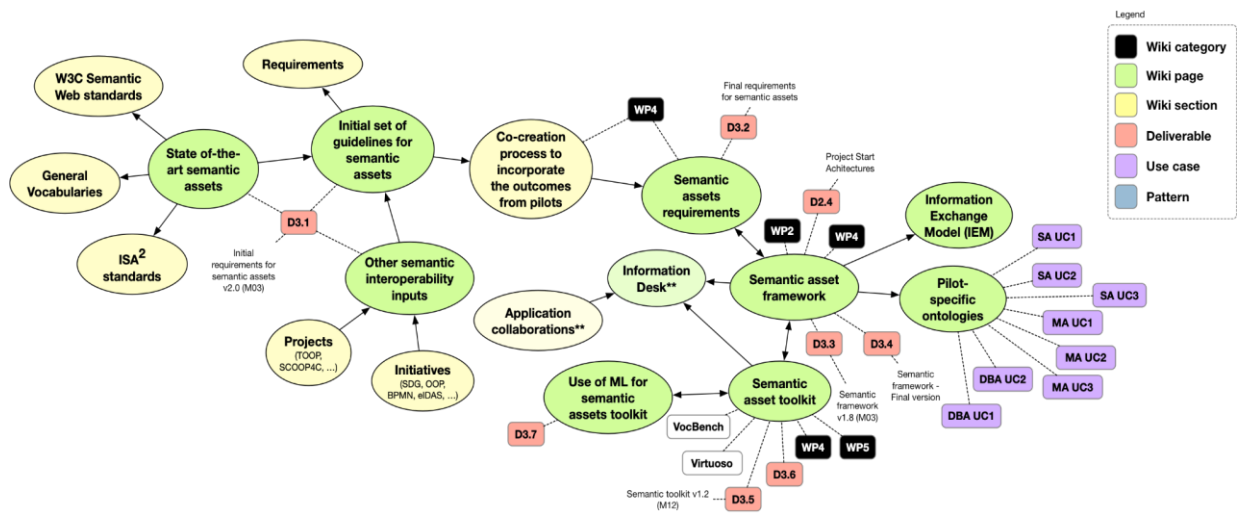 Legend
Wiki category
Wiki page
Wiki section
Deliverable
Use case
Pattern
W3C Semantic
Web standards
General
Vocabularies
ISA2
standards
State of-the-
art semantic
assets
Requirements
Initial set of
guidelines for
semantic
assets
D3.1
Initial
requirements for
semantic assets
v2.0 (M03)
Other semantic
interoperability
inputs
Projects
(TOOP,
SCOOP4C, ...)
Initiatives
(SDG, OOP,
BPMN, eIDAS, ...)
Co-creation
process to
incorporate
the outcomes
from pilots
WP4
Final requirements
for semantic assets
D3.2
Semantic
assets
requirements
Project Start
Achitectures
D2.4
WP2
WP4
Information
Exchange
Model (IEM)
Information
Desk**
Semantic asset
framework
Application
collaborations**
Pilot-
specific
ontologies
SA UC1
SA UC2
SA UC3
MA UC1
MA UC2
MA UC3
DBA UC2
DBA UC1
D3.3
D3.4
Semantic
framework
v1.8 (M03)
Semantic
framework -
Final version
Use of ML for
semantic
assets toolkit
D3.7
Semantic
asset toolkit
VocBench
Virtuoso
WP4
WP5
D3.6
Semantic toolkit v1.2
(M12)
D3.5